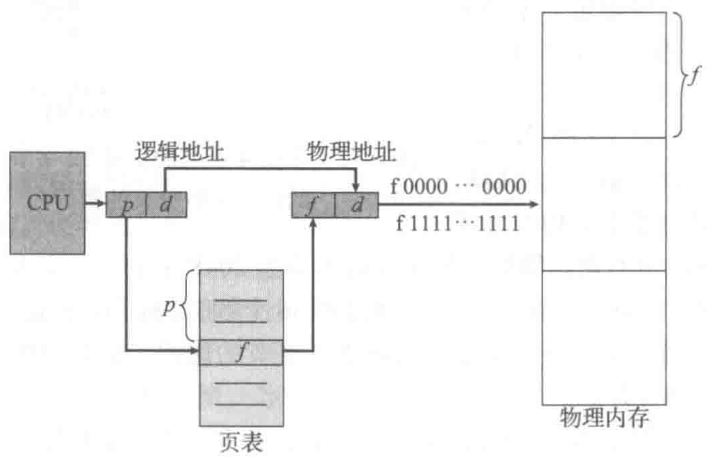 f
逻辑地址 物理地址
CPU p d f d f 0000 … 0000
f 1111…1111
p
f
物理内存
页表